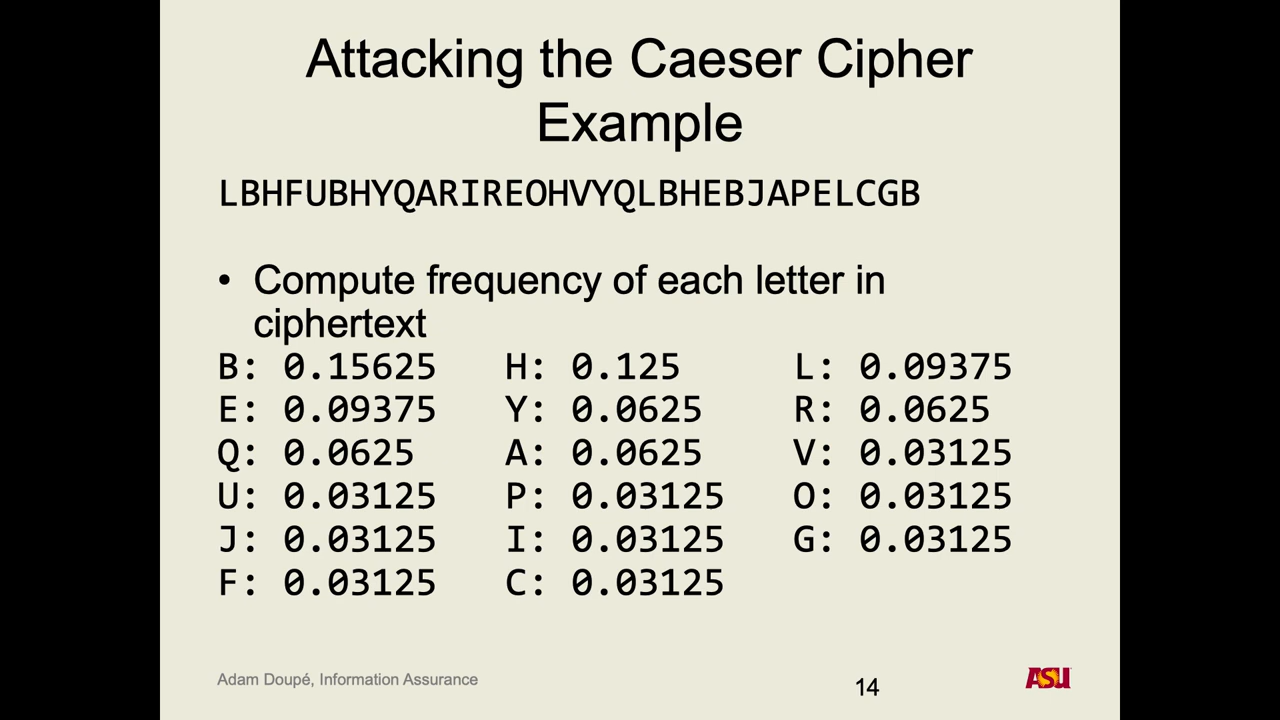 Attacking the Caeser Cipher
Example
LBHFUBHYQARIREOHVYQLBHEBJAPELCGB
• Compute frequency of each letter in
ciphertext
B: 0.15625 H: 0.125 L: 0.09375
E: 0.09375 Y: 0.0625 R: 0.0625
Q: 0.0625 A: 0.0625 V: 0.03125
U: 0.03125 P: 0.03125 O: 0.03125
J: 0.03125 I: 0.03125 G: 0.03125
F: 0.03125 C: 0.03125
Adam Doupé, Information Assurance
14
ASU